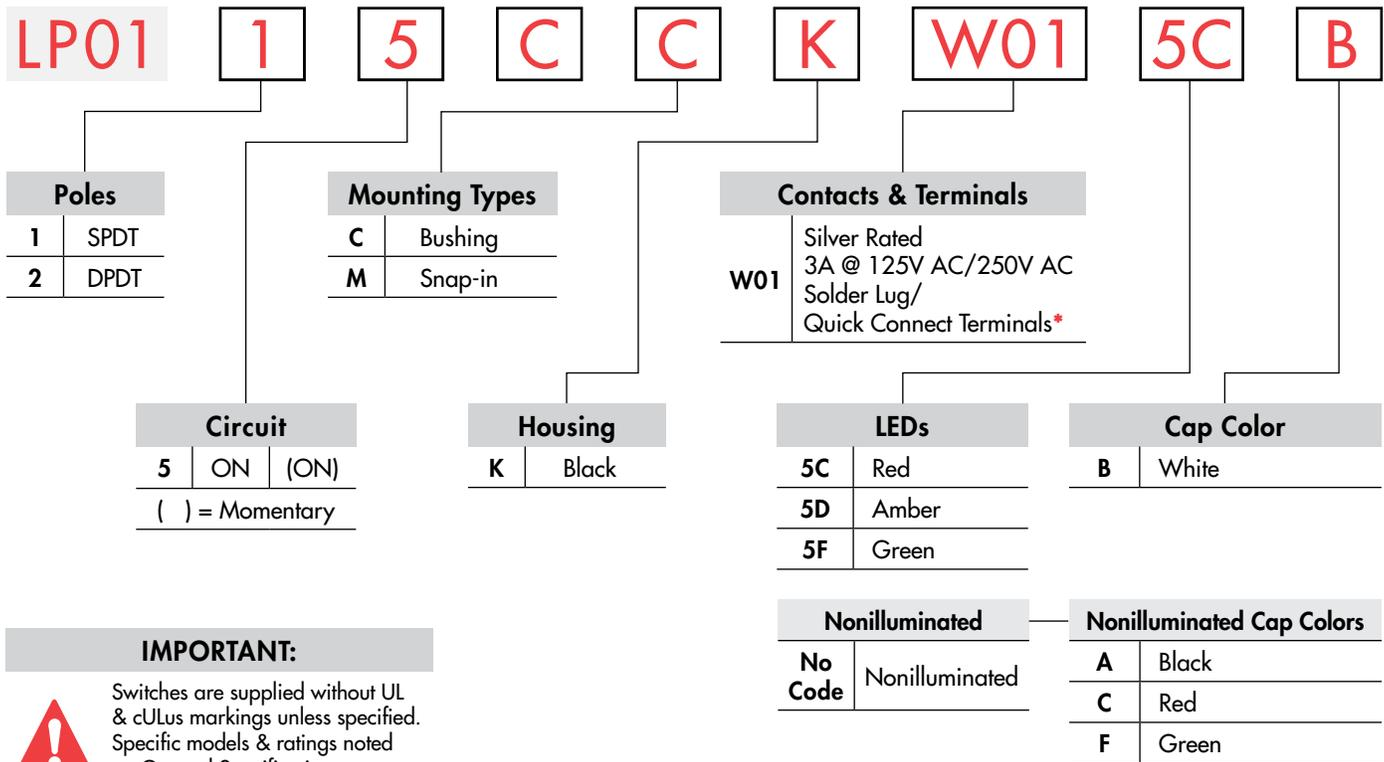 LP01 1 5 C C K W01 5C B
Poles
1 SPDT
2 DPDT
Mounting Types
C Bushing
M Snap-in
Contacts & Terminals
W01
Silver Rated
3A @ 125V AC/250V AC
Solder Lug/
Quick Connect Terminals*
Circuit
5 ON (ON)
( ) = Momentary
Housing
K Black
LEDs
5C Red
5D Amber
5F Green
Cap Color
B White
Nonilluminated
No
Code
Nonilluminated
Nonilluminated Cap Colors
A Black
C Red
F Green
IMPORTANT:
Switches are supplied without UL
& cULus markings unless specified.
Specific models & ratings noted